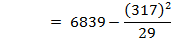 = 6839 − (317)² / 29